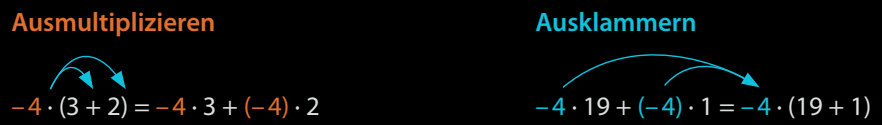 Ausmultiplizieren
–4 · (3 + 2) = –4 · 3 + (–4) · 2
Ausklammern
–4 · 19 + (–4) · 1 = –4 · (19 + 1)